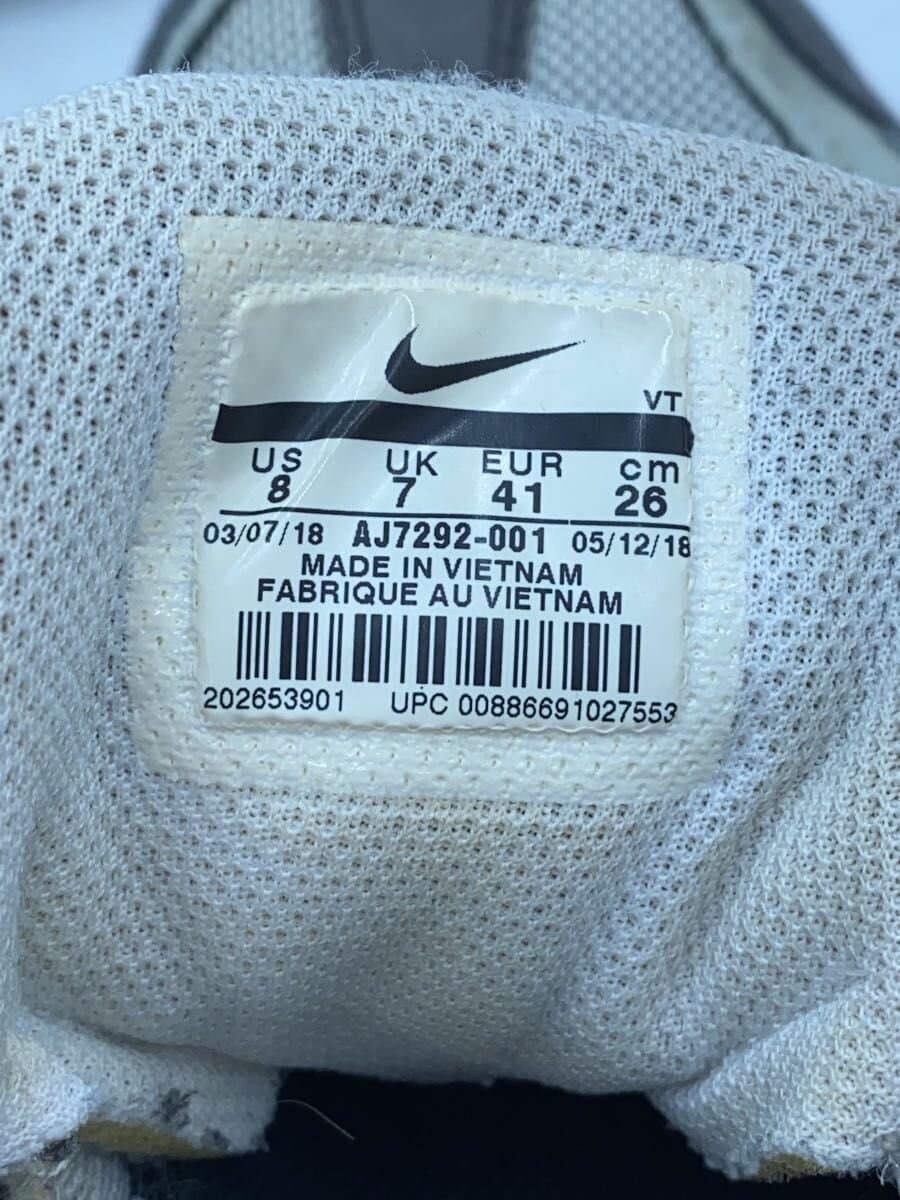 VT
US UK EUR cm
8 7 41 26
03/07/18 AJ7292-001 05/12/18
MADE IN VIETNAM
FABRIQUE AU VIETNAM
202653901 UPC 00886691027553